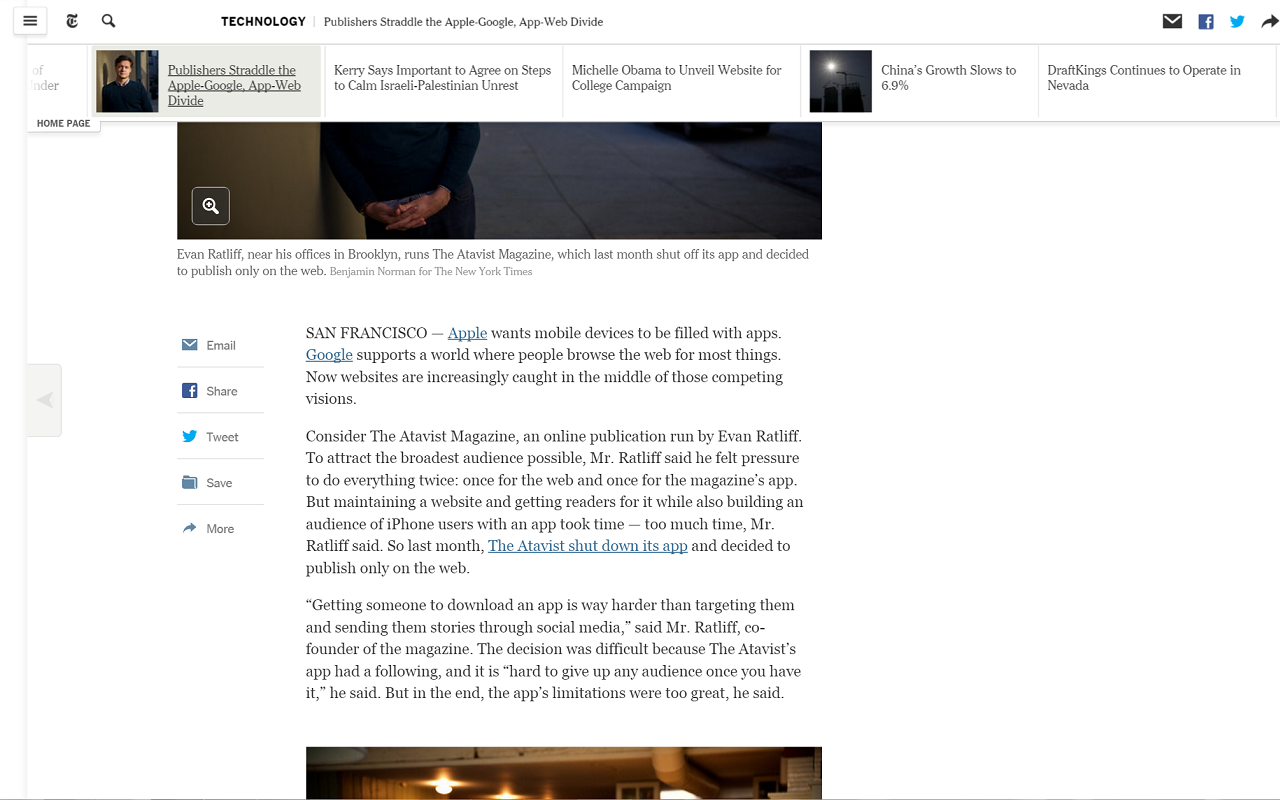 TECHNOLOGY
Publishers Straddle the Apple-Google, App-Web Divide
of
Publishers Straddle the
Apple-Google, App-Web
Divide
Kerry Says Important to Agree on Steps
to Calm Israeli-Palestinian Unrest
Michelle Obama to Unveil Website for
College Campaign
China’s Growth Slows to
6.9%
DraftKings Continues to Operate in
Nevada
HOME PAGE
Evan Ratliff, near his offices in Brooklyn, runs The Atavist Magazine, which last month shut off its app and decided
to publish only on the web. Benjamin Norman for The New York Times
Email
Share
Tweet
Save
More
SAN FRANCISCO — Apple wants mobile devices to be filled with apps.
Google supports a world where people browse the web for most things.
Now websites are increasingly caught in the middle of those competing
visions.
Consider The Atavist Magazine, an online publication run by Evan Ratliff.
To attract the broadest audience possible, Mr. Ratliff said he felt pressure
to do everything twice: once for the web and once for the magazine’s app.
But maintaining a website and getting readers for it while also building an
audience of iPhone users with an app took time — too much time, Mr.
Ratliff said. So last month, The Atavist shut down its app and decided to
publish only on the web.
“Getting someone to download an app is way harder than targeting them
and sending them stories through social media,” said Mr. Ratliff, co-
founder of the magazine. The decision was difficult because The Atavist’s
app had a following, and it is “hard to give up any audience once you have
it,” he said. But in the end, the app’s limitations were too great, he said.